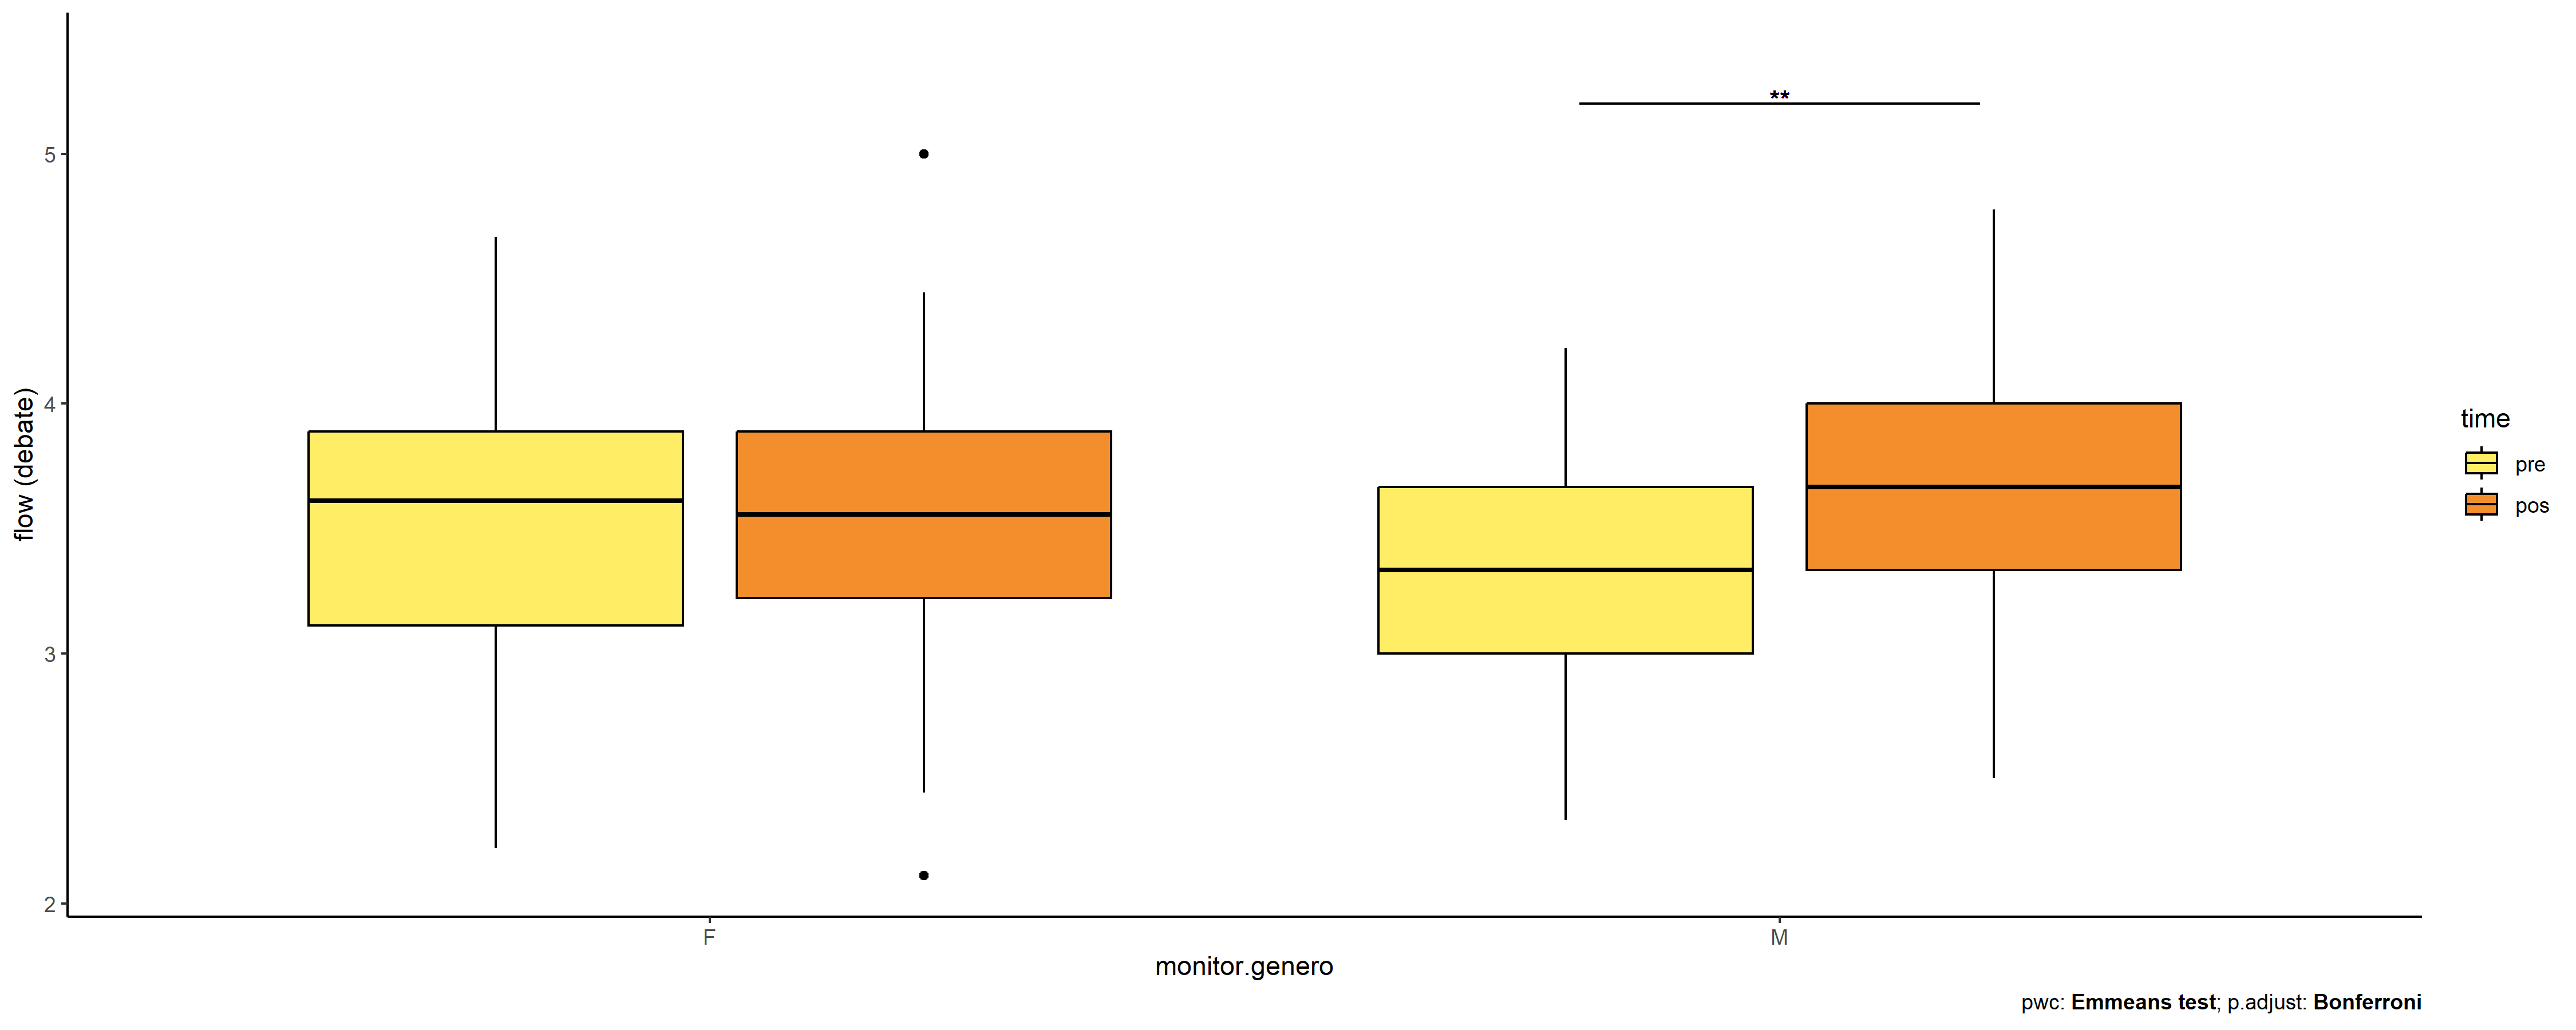 **
5
4
3
2
flow (debate)
F
M
monitor.genero
time
pre
pos
pwc: Emmeans test; p.adjust: Bonferroni